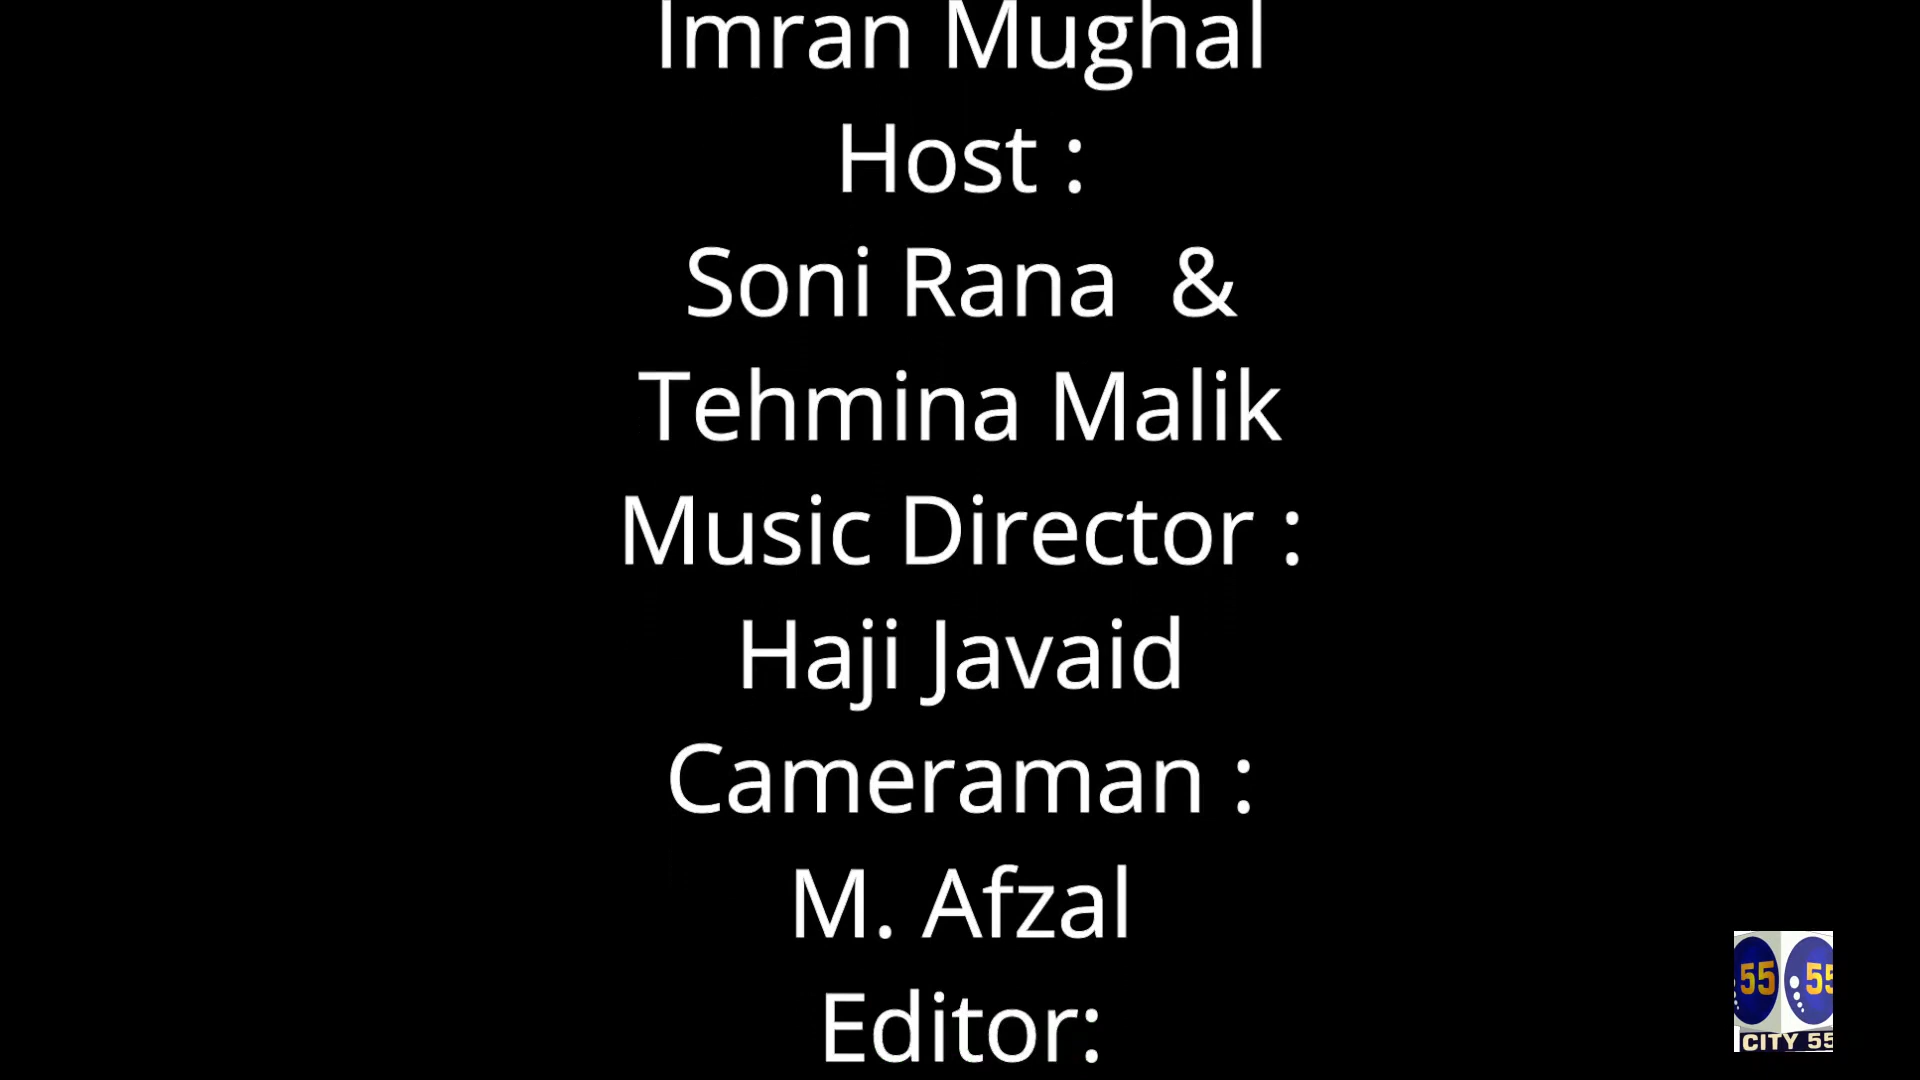 Imran Mughal
Host :
Soni Rana &
Tehmina Malik
Music Director :
Haji Javaid
Cameraman :
M. Afzal
Editor:
55 55
CITY 55